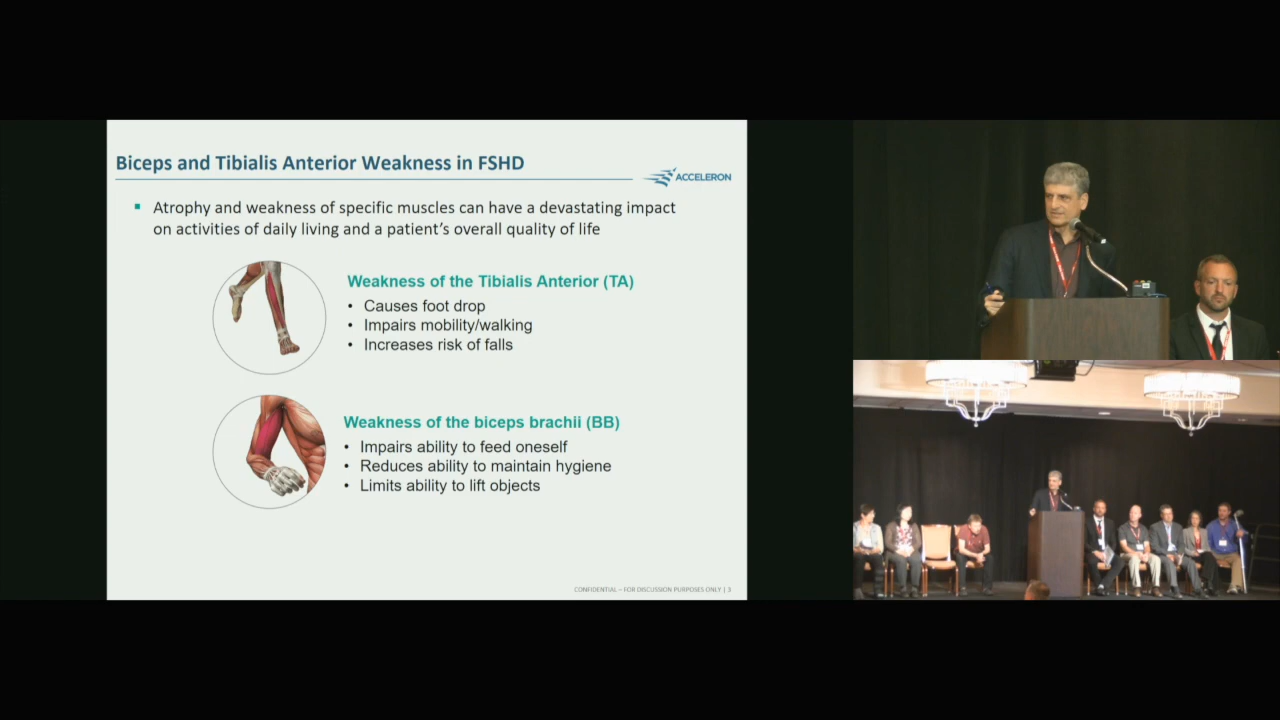 Biceps and Tibialis Anterior Weakness in FSHD
ACCELERON
▪ Atrophy and weakness of specific muscles can have a devastating impact
on activities of daily living and a patient's overall quality of life
Weakness of the Tibialis Anterior (TA)
• Causes foot drop
• Impairs mobility/walking
• Increases risk of falls
Weakness of the biceps brachii (BB)
• Impairs ability to feed oneself
• Reduces ability to maintain hygiene
• Limits ability to lift objects
CONFIDENTIAL – FOR DISCUSSION PURPOSES ONLY | 3